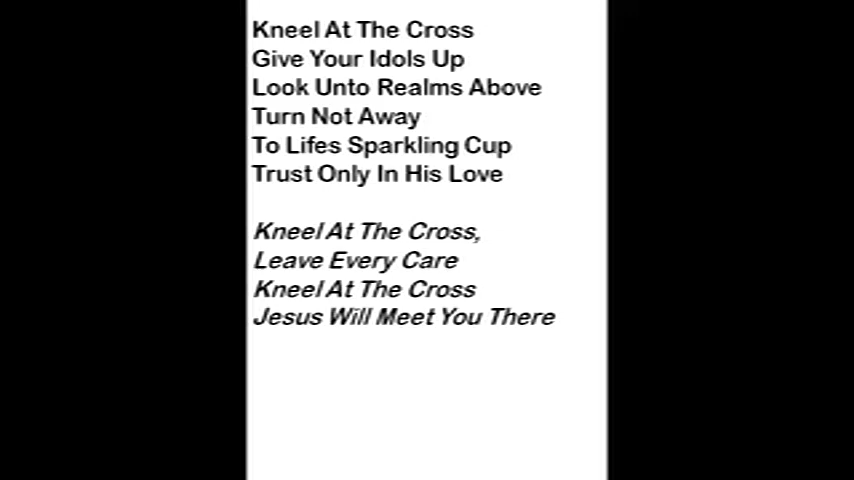 Kneel At The Cross
Give Your Idols Up
Look Unto Realms Above
Turn Not Away
To Lifes Sparkling Cup
Trust Only In His Love
Kneel At The Cross,
Leave Every Care
Kneel At The Cross
Jesus Will Meet You There